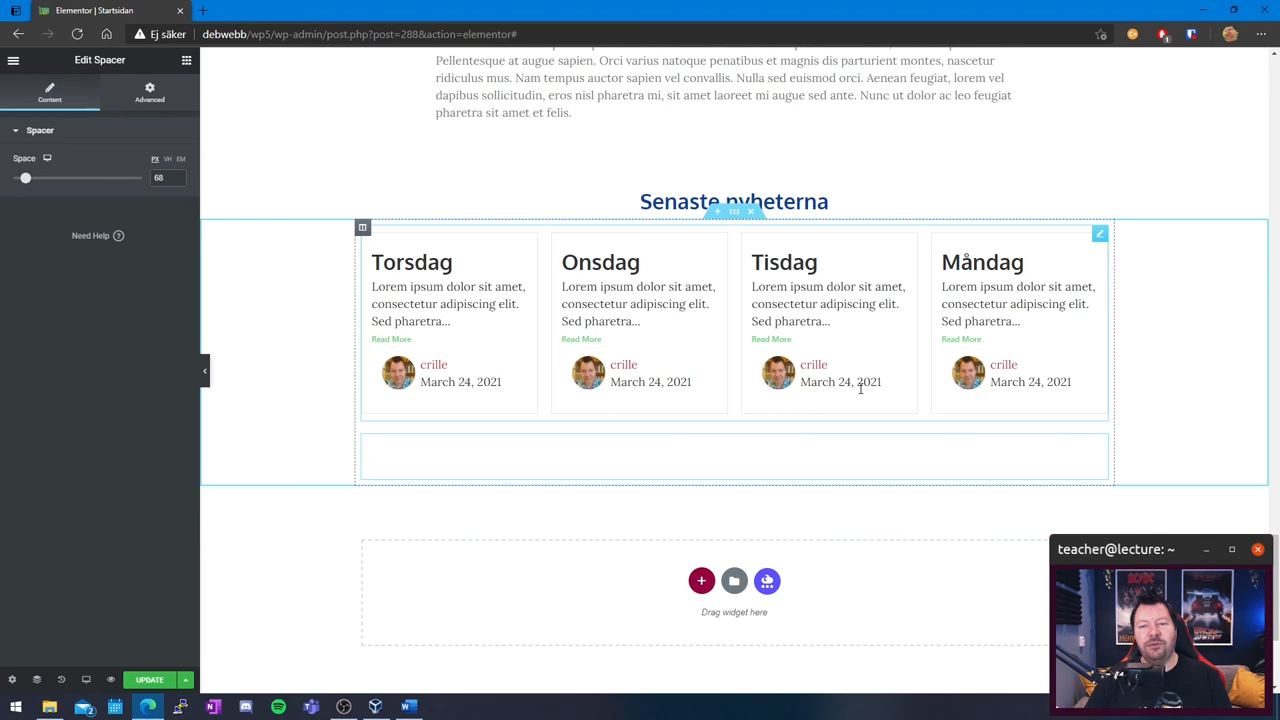 Elementor | Startsidan
Ej säker
debwebb/wp5/wp-admin/post.php?post=288&action=elementor#
1
Pellentesque at augue sapien. Orci varius natoque penatibus et magnis dis parturient montes, nascetur
ridiculus mus. Nam tempus auctor sapien vel convallis. Nulla sed euismod orci. Aenean feugiat, lorem vel
dapibus sollicitudin, eros nisl pharetra mi, sit amet laoreet mi augue sed ante. Nunc ut dolor ac leo feugiat
pharetra sit amet et felis.
Content
Advanced
Spacer
Space
PX VH EM
68
Need Help
UPDATE
Senaste nyheterna
Torsdag
Lorem ipsum dolor sit amet,
consectetur adipiscing elit.
Sed pharetra...
Read More
crille
March 24, 2021
Onsdag
Lorem ipsum dolor sit amet,
consectetur adipiscing elit.
Sed pharetra...
Read More
crille
March 24, 2021
Tisdag
Lorem ipsum dolor sit amet,
consectetur adipiscing elit.
Sed pharetra...
Read More
crille
March 24, 2021
Måndag
Lorem ipsum dolor sit amet,
consectetur adipiscing elit.
Sed pharetra...
Read More
crille
March 24, 2021
Drag widget here
teacher@lecture: ~
AC/DC